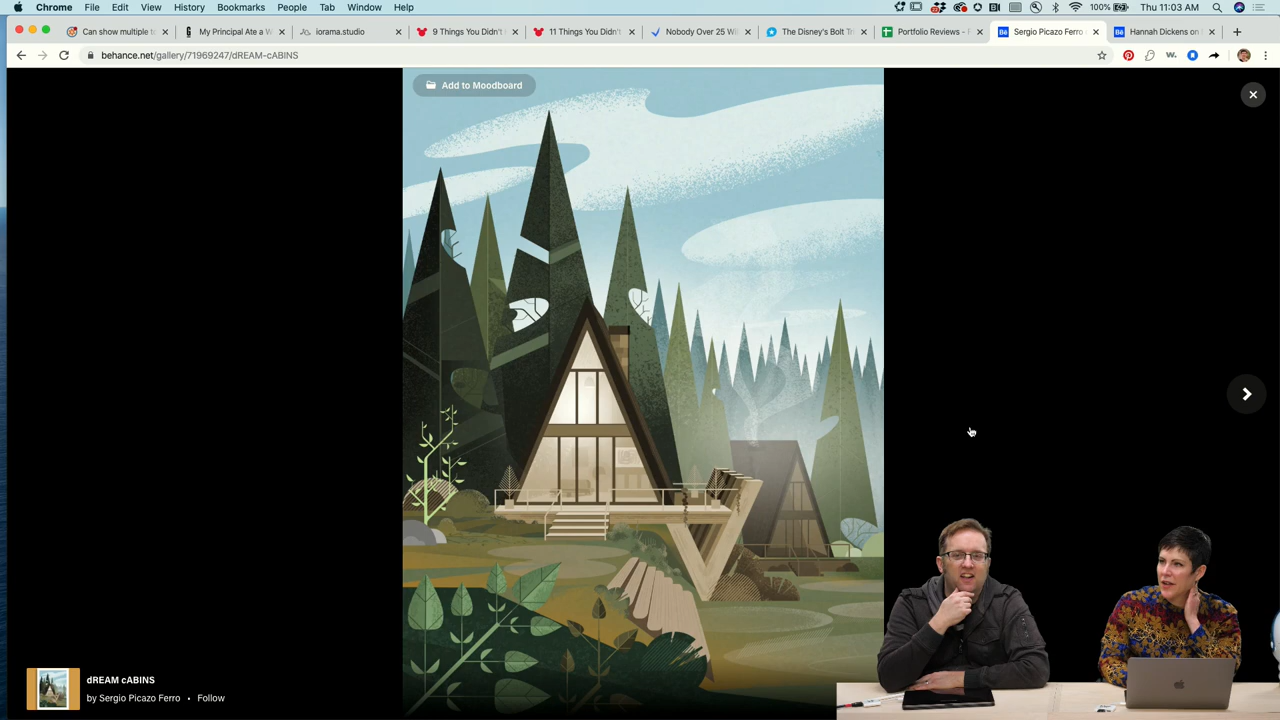 Chrome File Edit View History Bookmarks People Tab Window Help 100% Thu 11:03 AM
Can show multiple t My Principal Ate a W iorama.studio 9 Things You Didn't 11 Things You Didn't Nobody Over 25 Wi The Disney's Bolt Tr Portfolio Reviews - Sergio Picazo Ferro Hannah Dickens on
behance.net/gallery/71969247/dREAM-cABINS
Add to Moodboard
dREAM cABINS
by Sergio Picazo Ferro • Follow